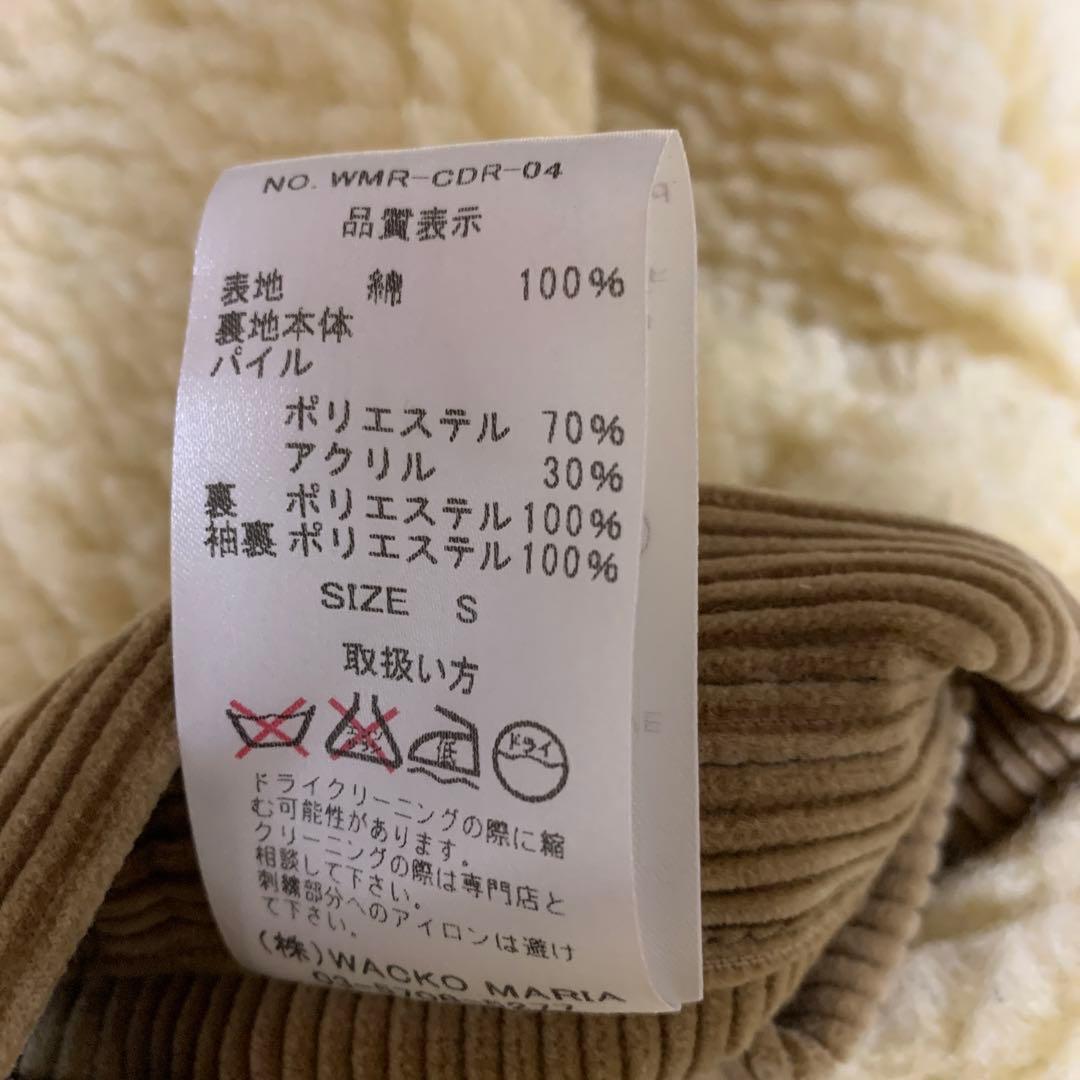 NO. WMR-CDR-04
品質表示
表地 綿 100%
裏地本体
パイル
ポリエステル 70%
アクリル 30%
裏 ポリエステル 100%
袖裏 ポリエステル 100%
SIZE S
取扱い方
低 ドライ
ドライクリーニングの際に縮
む可能性があります。
クリーニングの際は専門店と
相談して下さい。
刺繍部分へのアイロンは避け
て下さい。
(株)WACKO MARIA